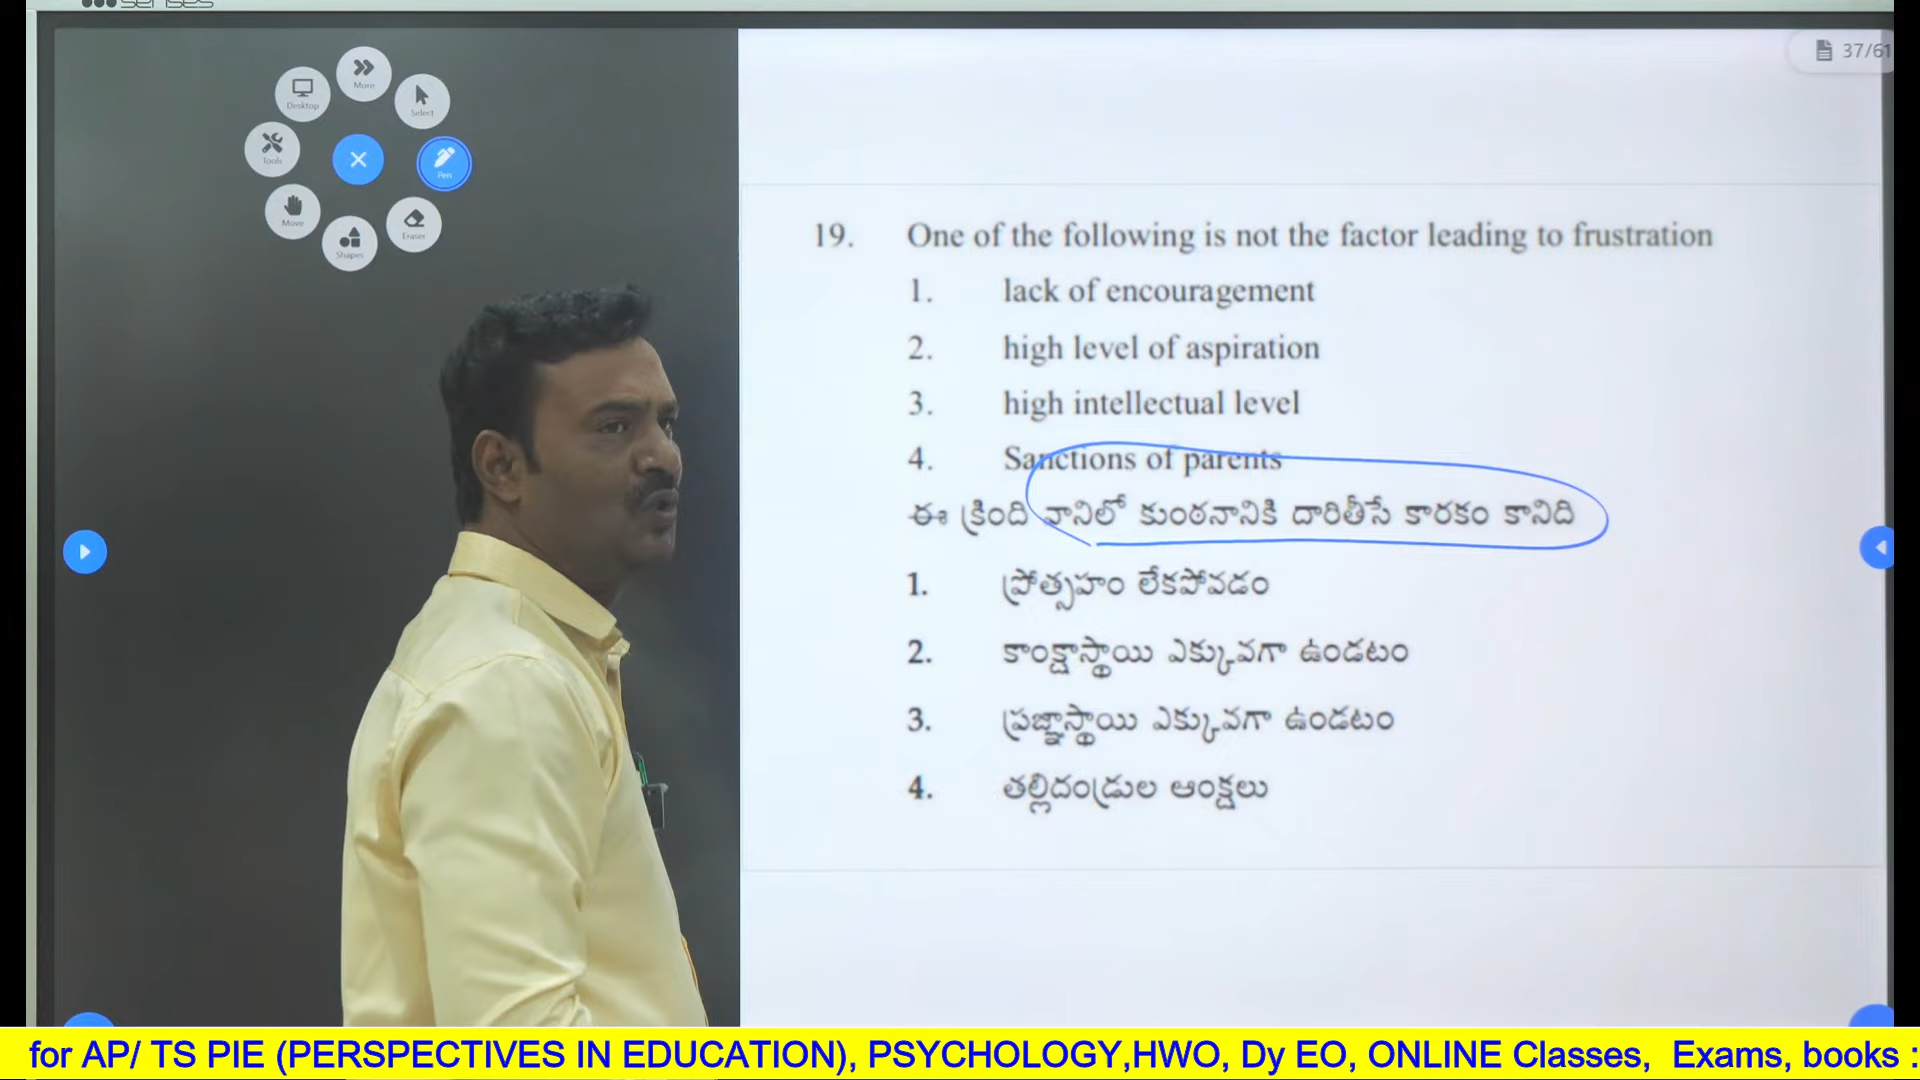 senses
More
Desktop
Select
Tools
Pen
Move
Eraser
Shapes
37/61
19. One of the following is not the factor leading to frustration
1. lack of encouragement
2. high level of aspiration
3. high intellectual level
4. Sanctions of parents
ఈ క్రింది వానిలో కుంఠనానికి దారితీసే కారకం కానిది
1. ప్రోత్సహం లేకపోవడం
2. కాంక్షాస్థాయి ఎక్కువగా ఉండటం
3. ప్రజ్ఞాస్థాయి ఎక్కువగా ఉండటం
4. తల్లిదండ్రుల ఆంక్షలు
for AP/ TS PIE (PERSPECTIVES IN EDUCATION), PSYCHOLOGY,HWO, Dy EO, ONLINE Classes, Exams, books :